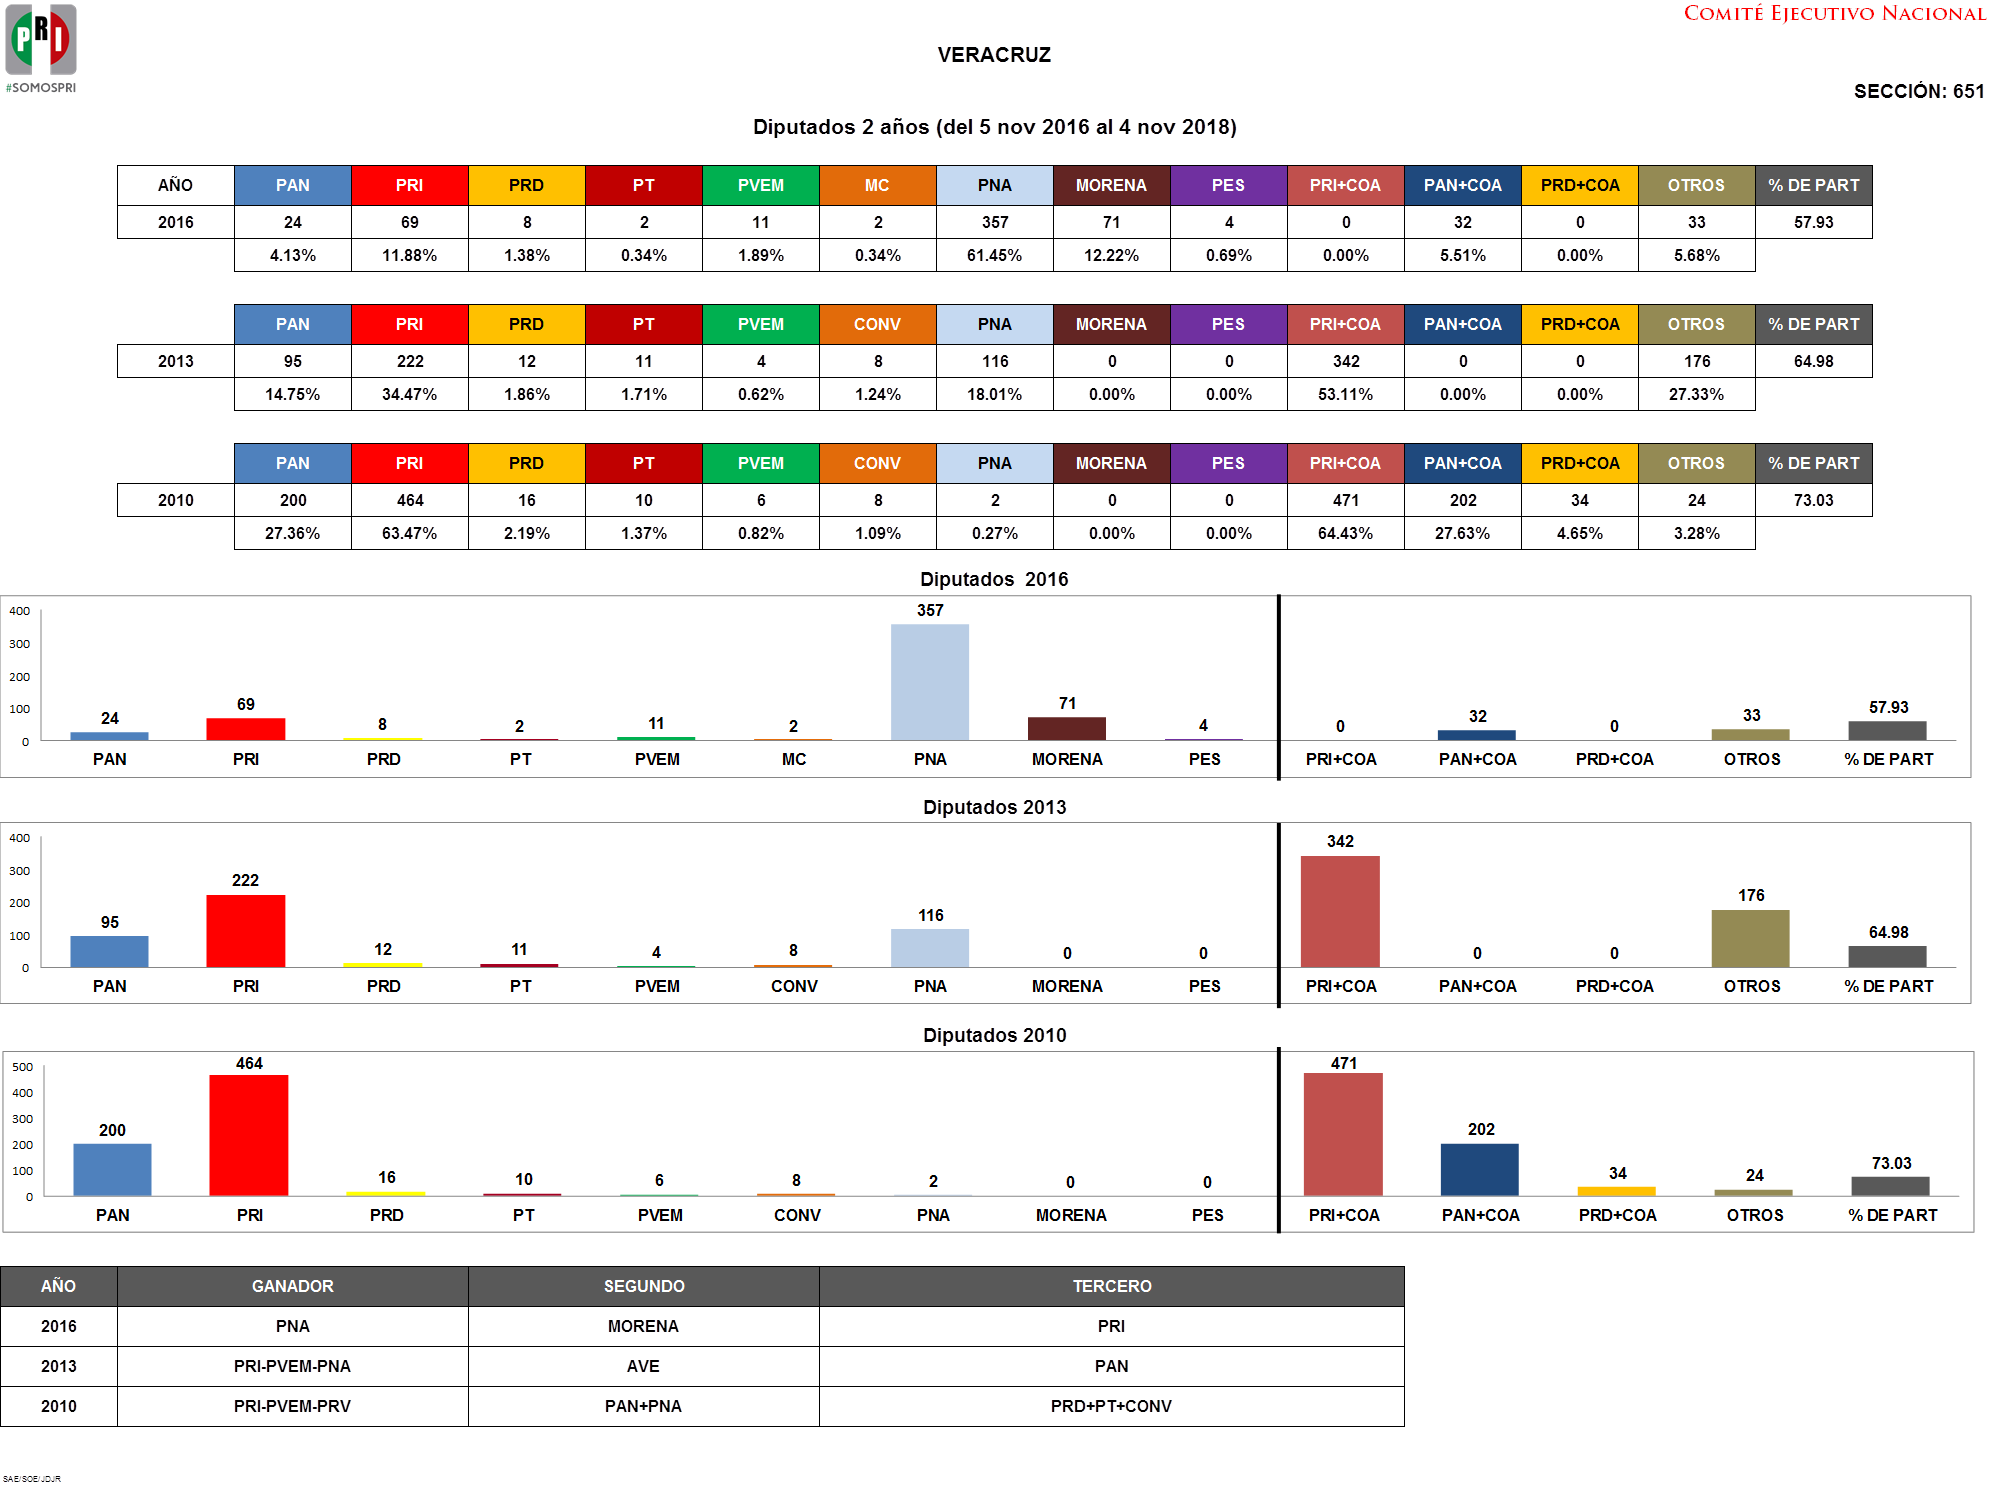 PRI
#SOMOSPRI
COMITÉ EJECUTIVO NACIONAL
VERACRUZ
SECCIÓN: 651
Diputados 2 años (del 5 nov 2016 al 4 nov 2018)
AÑO PAN PRI PRD PT PVEM MC PNA MORENA PES PRI+COA PAN+COA PRD+COA OTROS % DE PART
2016 24 69 8 2 11 2 357 71 4 0 32 0 33 57.93
4.13% 11.88% 1.38% 0.34% 1.89% 0.34% 61.45% 12.22% 0.69% 0.00% 5.51% 0.00% 5.68%
PAN PRI PRD PT PVEM CONV PNA MORENA PES PRI+COA PAN+COA PRD+COA OTROS % DE PART
2013 95 222 12 11 4 8 116 0 0 342 0 0 176 64.98
14.75% 34.47% 1.86% 1.71% 0.62% 1.24% 18.01% 0.00% 0.00% 53.11% 0.00% 0.00% 27.33%
PAN PRI PRD PT PVEM CONV PNA MORENA PES PRI+COA PAN+COA PRD+COA OTROS % DE PART
2010 200 464 16 10 6 8 2 0 0 471 202 34 24 73.03
27.36% 63.47% 2.19% 1.37% 0.82% 1.09% 0.27% 0.00% 0.00% 64.43% 27.63% 4.65% 3.28%
Diputados 2016
400
300
200
100
0
24 69 8 2 11 2 357 71 4 0 32 0 33 57.93
PAN PRI PRD PT PVEM MC PNA MORENA PES PRI+COA PAN+COA PRD+COA OTROS % DE PART
Diputados 2013
400
300
200
100
0
95 222 12 11 4 8 116 0 0 342 0 0 176 64.98
PAN PRI PRD PT PVEM CONV PNA MORENA PES PRI+COA PAN+COA PRD+COA OTROS % DE PART
Diputados 2010
500
400
300
200
100
0
200 464 16 10 6 8 2 0 0 471 202 34 24 73.03
PAN PRI PRD PT PVEM CONV PNA MORENA PES PRI+COA PAN+COA PRD+COA OTROS % DE PART
AÑO GANADOR SEGUNDO TERCERO
2016 PNA MORENA PRI
2013 PRI-PVEM-PNA AVE PAN
2010 PRI-PVEM-PRV PAN+PNA PRD+PT+CONV
SAE/SOE/JDJR